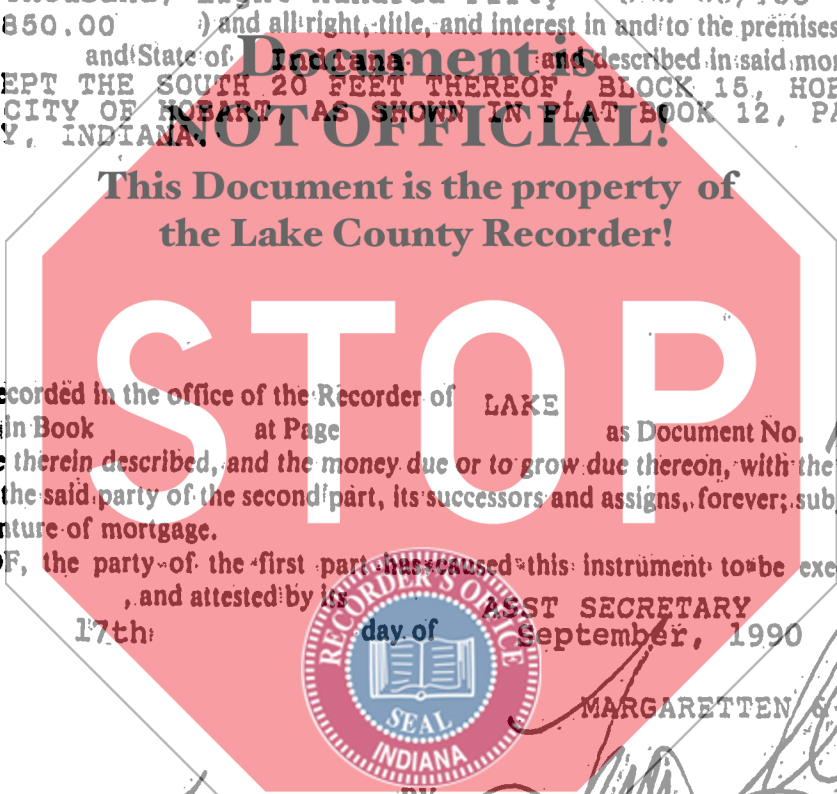 Thousand, Eight Hundred Fifty
850.00 ) and all right, title, and interest in and to the premises
and State of Indiana and described in said mor
EPT THE SOUTH 20 FEET THEREOF, BLOCK 15, HOB
CITY OF HOBART, AS SHOWN IN PLAT BOOK 12, PA
Y, INDIANA.
Document is
NOT OFFICIAL!
This Document is the property of
the Lake County Recorder!
STOP
ecorded in the office of the Recorder of LAKE
in Book at Page as Document No.
e therein described, and the money due or to grow due thereon, with the
the said party of the second part, its successors and assigns, forever; sub
nture of mortgage.
OF, the party of the first part has caused this instrument to be exe
, and attested by its ASST SECRETARY
17th day of September, 1990
RECORDER'S OFFICE
SEAL
INDIANA
MARGARETTEN &
BY